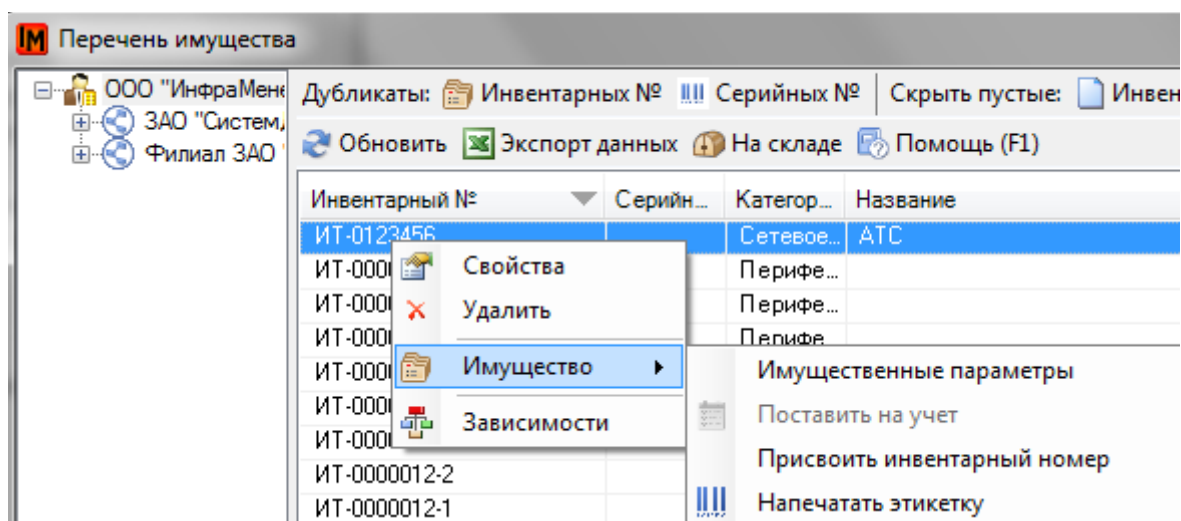 IM Перечень имущества
ООО "ИнфраМене
ЗАО "Система
Филиал ЗАО "
Дубликаты: Инвентарных № Серийных № Скрыть пустые: Инвен
Обновить Экспорт данных На складе Помощь (F1)
Инвентарный № Серийн... Категор... Название
ИТ-0123456 Сетевое... АТС
ИТ-000 Перифе...
ИТ-000 Перифе...
ИТ-000 Перифе
ИТ-000
ИТ-000
ИТ-000
ИТ-0000012-2
ИТ-0000012-1
Свойства
Удалить
Имущество
Зависимости
Имущественные параметры
Поставить на учет
Присвоить инвентарный номер
Напечатать этикетку